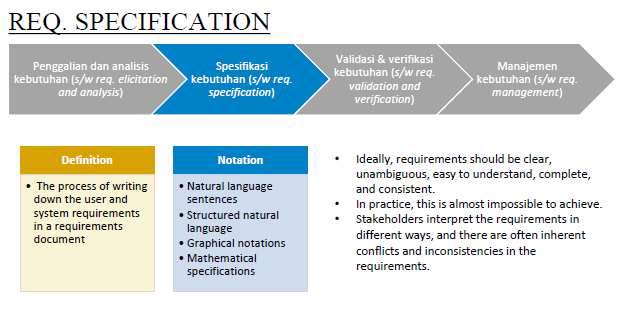 REQ. SPECIFICATION
Penggalian dan analisis
kebutuhan (s/w req. elicitation
and analysis)
Spesifikasi
kebutuhan (s/w req.
specification)
Validasi & verifikasi
kebutuhan (s/w req.
validation and
verification)
Manajemen
kebutuhan (s/w req.
management)
Definition
• The process of writing
down the user and
system requirements
in a requirements
document
Notation
• Natural language
sentences
• Structured natural
language
• Graphical notations
• Mathematical
specifications
• Ideally, requirements should be clear,
unambiguous, easy to understand, complete,
and consistent.
• In practice, this is almost impossible to achieve.
• Stakeholders interpret the requirements in
different ways, and there are often inherent
conflicts and inconsistencies in the
requirements.